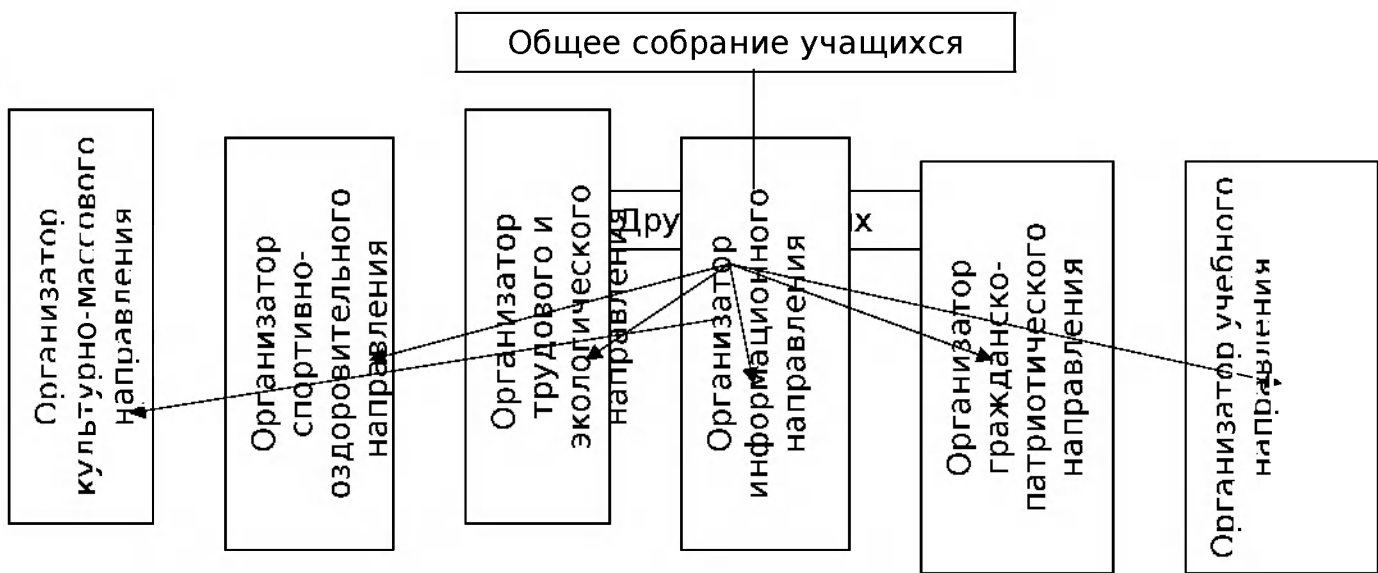 Общее собрание учащихся
Организатор
культурно-массового
направления
Организатор
спортивно-
оздоровительного
направления
Организатор
трудового и
экологического
направления
Организатор
информационного
направления
Организатор
гражданско-
патриотического
направления
Организатор учебного
направления